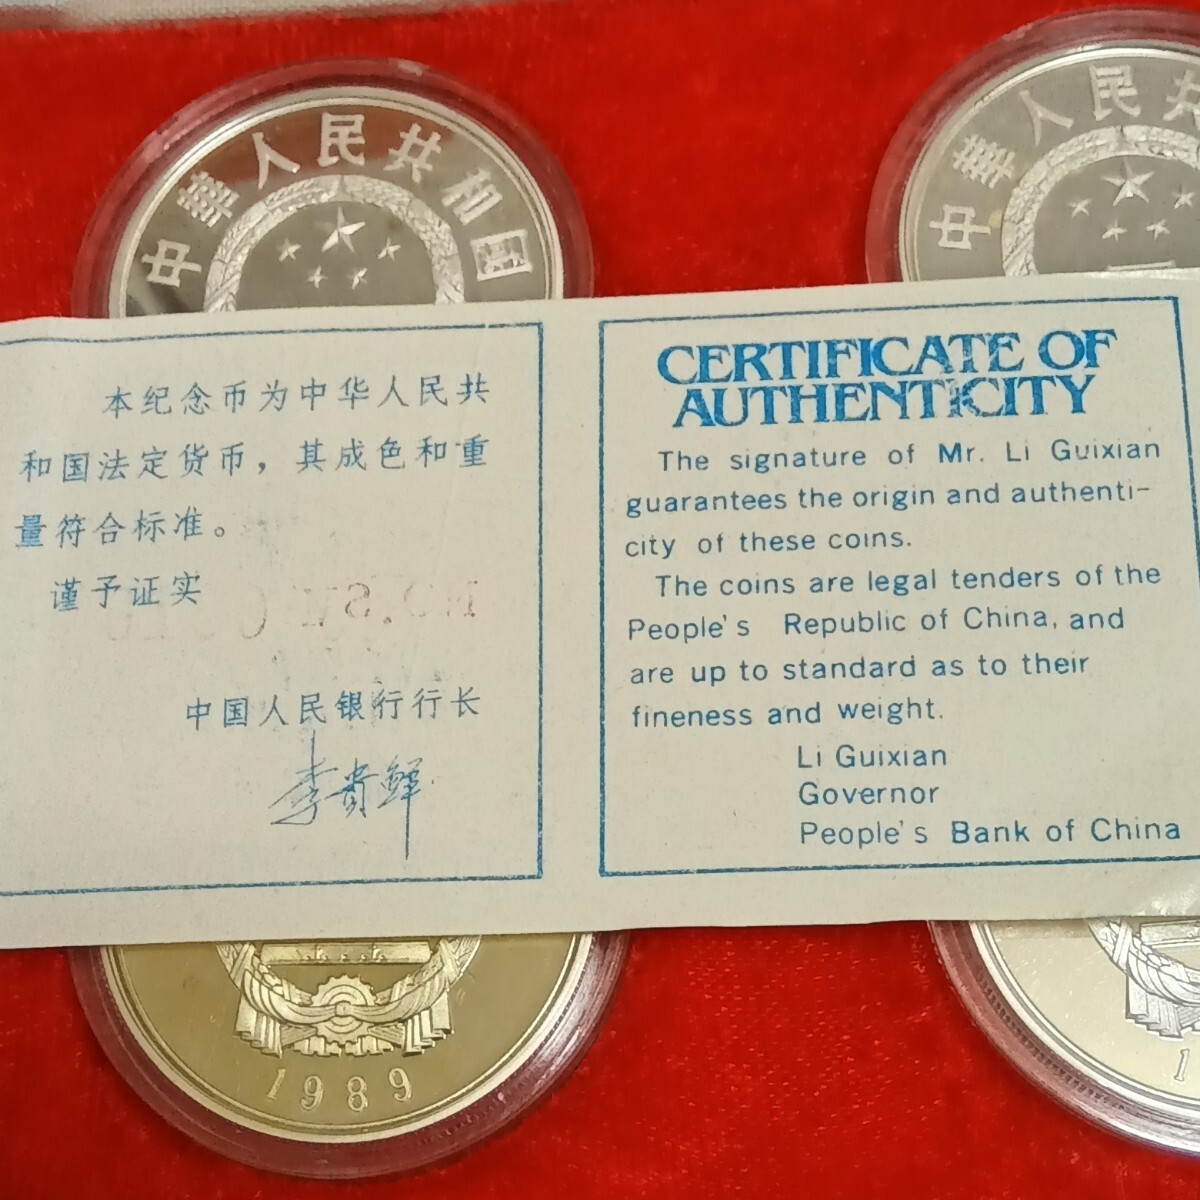 中華人民共和国
中華人民共
本纪念币为中华人民共
和国法定货币，其成色和重
量符合标准。
谨予证实
中国人民银行行长
李贵鲜
CERTIFICATE OF
AUTHENTICITY
The signature of Mr. Li Guixian
guarantees the origin and authenti-
city of these coins.
The coins are legal tenders of the
People's Republic of China, and
are up to standard as to their
fineness and weight.
Li Guixian
Governor
People's Bank of China
1989
1